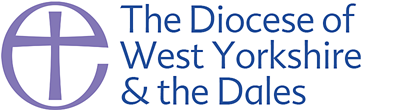 The Diocese of
West Yorkshire
& the Dales